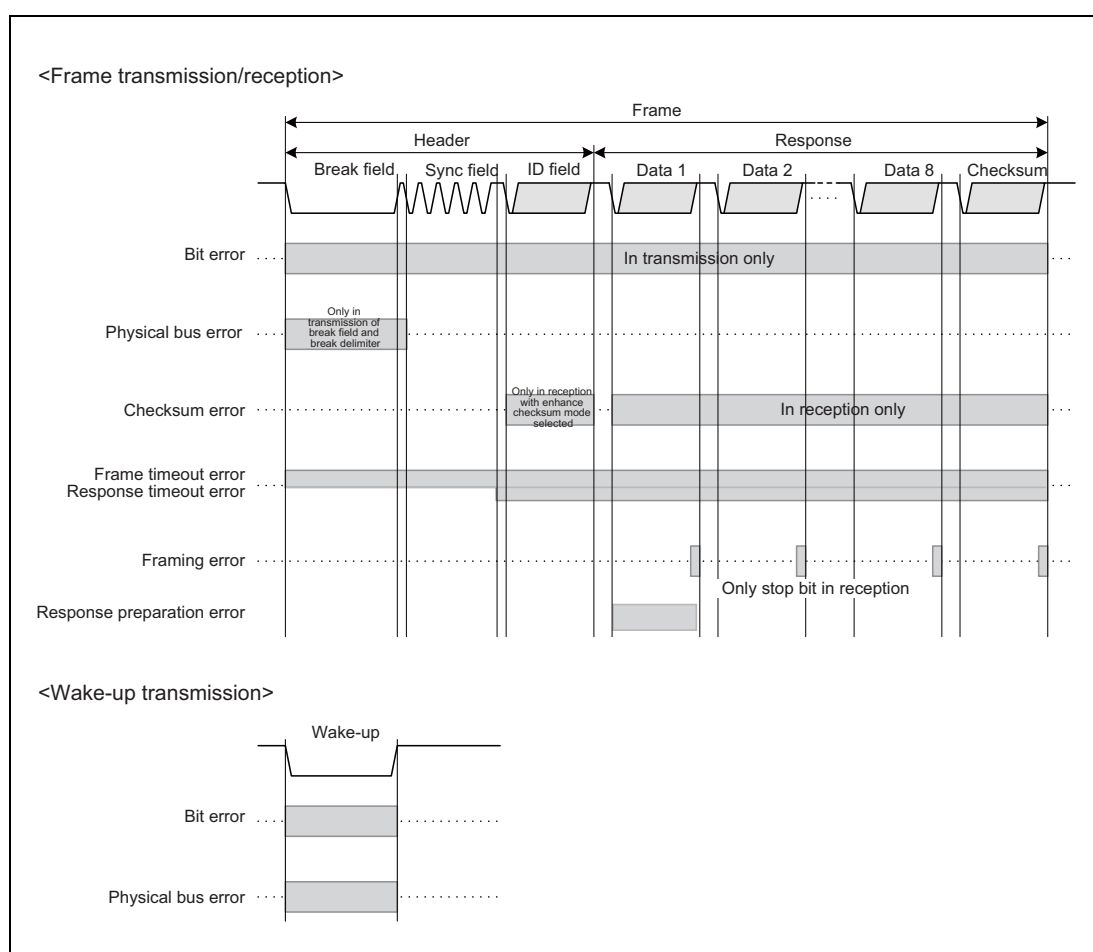 <Frame transmission/reception>
Frame
Header
Response
Break field
Sync field
ID field
Data 1
Data 2
Data 8
Checksum
Bit error
In transmission only
Physical bus error
Only in
transmission of
break field and
break delimiter
Checksum error
Only in reception
with enhance
checksum mode
selected
In reception only
Frame timeout error
Response timeout error
Framing error
Only stop bit in reception
Response preparation error
<Wake-up transmission>
Wake-up
Bit error
Physical bus error